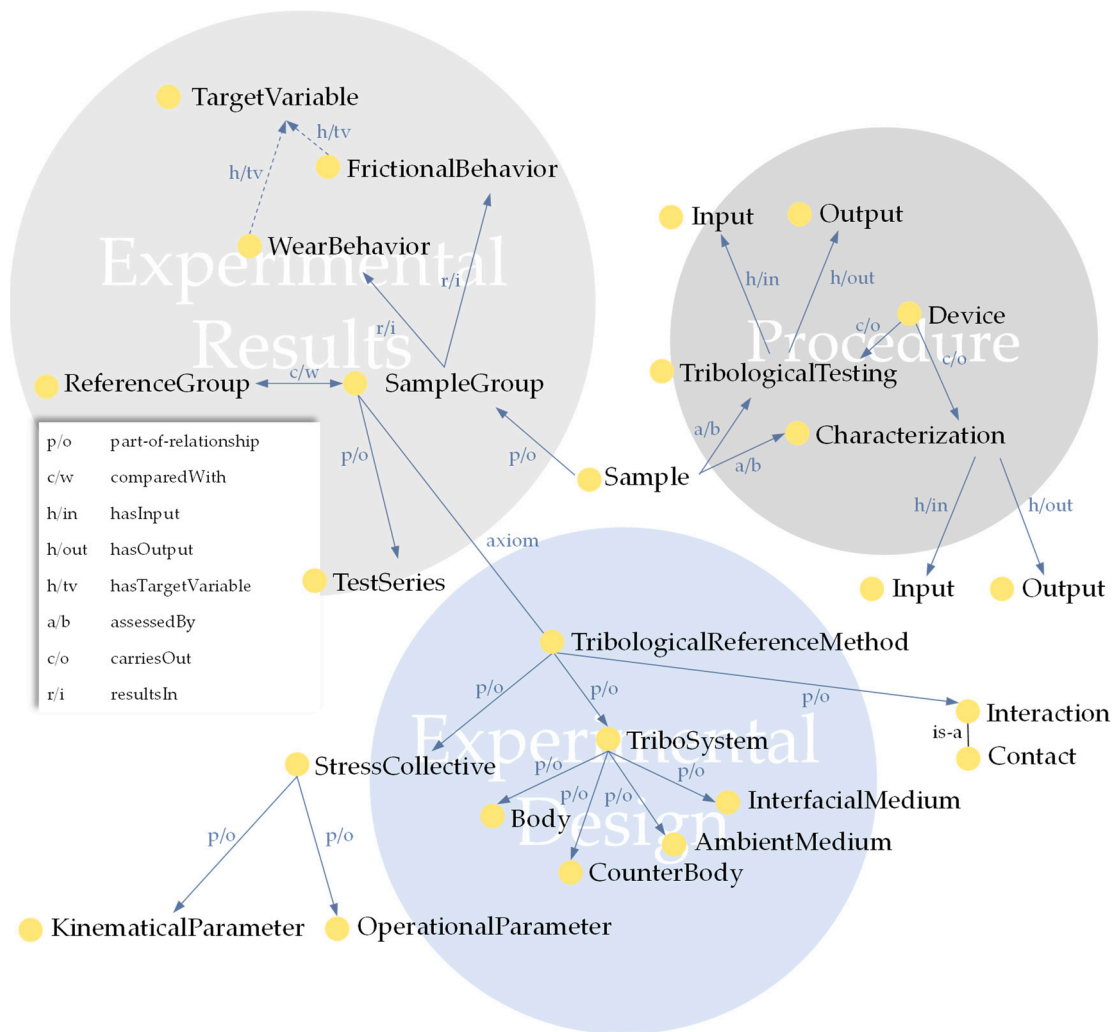 TargetVariable
h/tv
h/tv
FrictionalBehavior
WearBehavior
Experimental
Results
r/i
r/i
ReferenceGroup
c/w
SampleGroup
p/o
p/o
Sample
TestSeries
axiom
Input
Output
h/in
h/out
Device
Procedure
c/o
c/o
TribologicalTesting
a/b
a/b
Characterization
h/in
h/out
Input
Output
p/o part-of-relationship
c/w comparedWith
h/in hasInput
h/out hasOutput
h/tv hasTargetVariable
a/b assessedBy
c/o carriesOut
r/i resultsIn
TribologicalReferenceMethod
p/o
p/o
p/o
Interaction
is-a
Contact
Experimental
Design
TriboSystem
StressCollective
p/o
p/o
p/o
p/o
InterfacialMedium
Body
AmbientMedium
CounterBody
p/o
p/o
KinematicalParameter
OperationalParameter